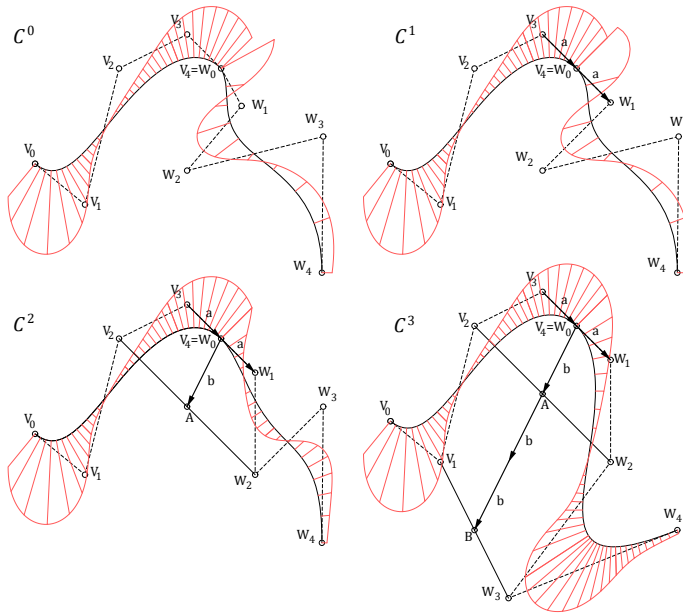 C⁰
V₀
V₁
V₂
V₃
V₄=W₀
W₁
W₂
W₃
W₄
C¹
V₀
V₁
V₂
V₃
a
V₄=W₀
a
W₁
W₂
W
W₄
C²
V₀
V₁
V₂
V₃
a
V₄=W₀
a
b
W₁
A
W₂
W₃
W₄
C³
V₀
V₁
V₂
V₃
a
V₄=W₀
a
b
W₁
A
b
W₂
b
B
W₃
W₄